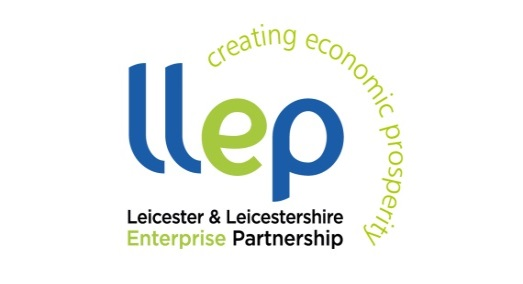 creating economic prosperity
llep
Leicester & Leicestershire
Enterprise Partnership